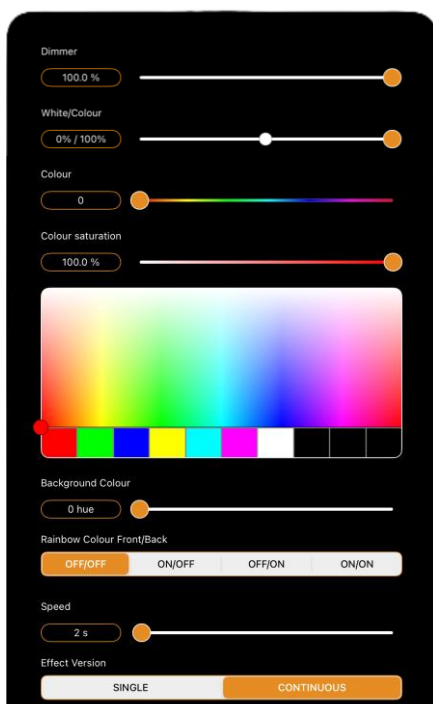 Dimmer
100.0 %
White/Colour
0% / 100%
Colour
0
Colour saturation
100.0 %
Background Colour
0 hue
Rainbow Colour Front/Back
OFF/OFF ON/OFF OFF/ON ON/ON
Speed
2 s
Effect Version
SINGLE CONTINUOUS